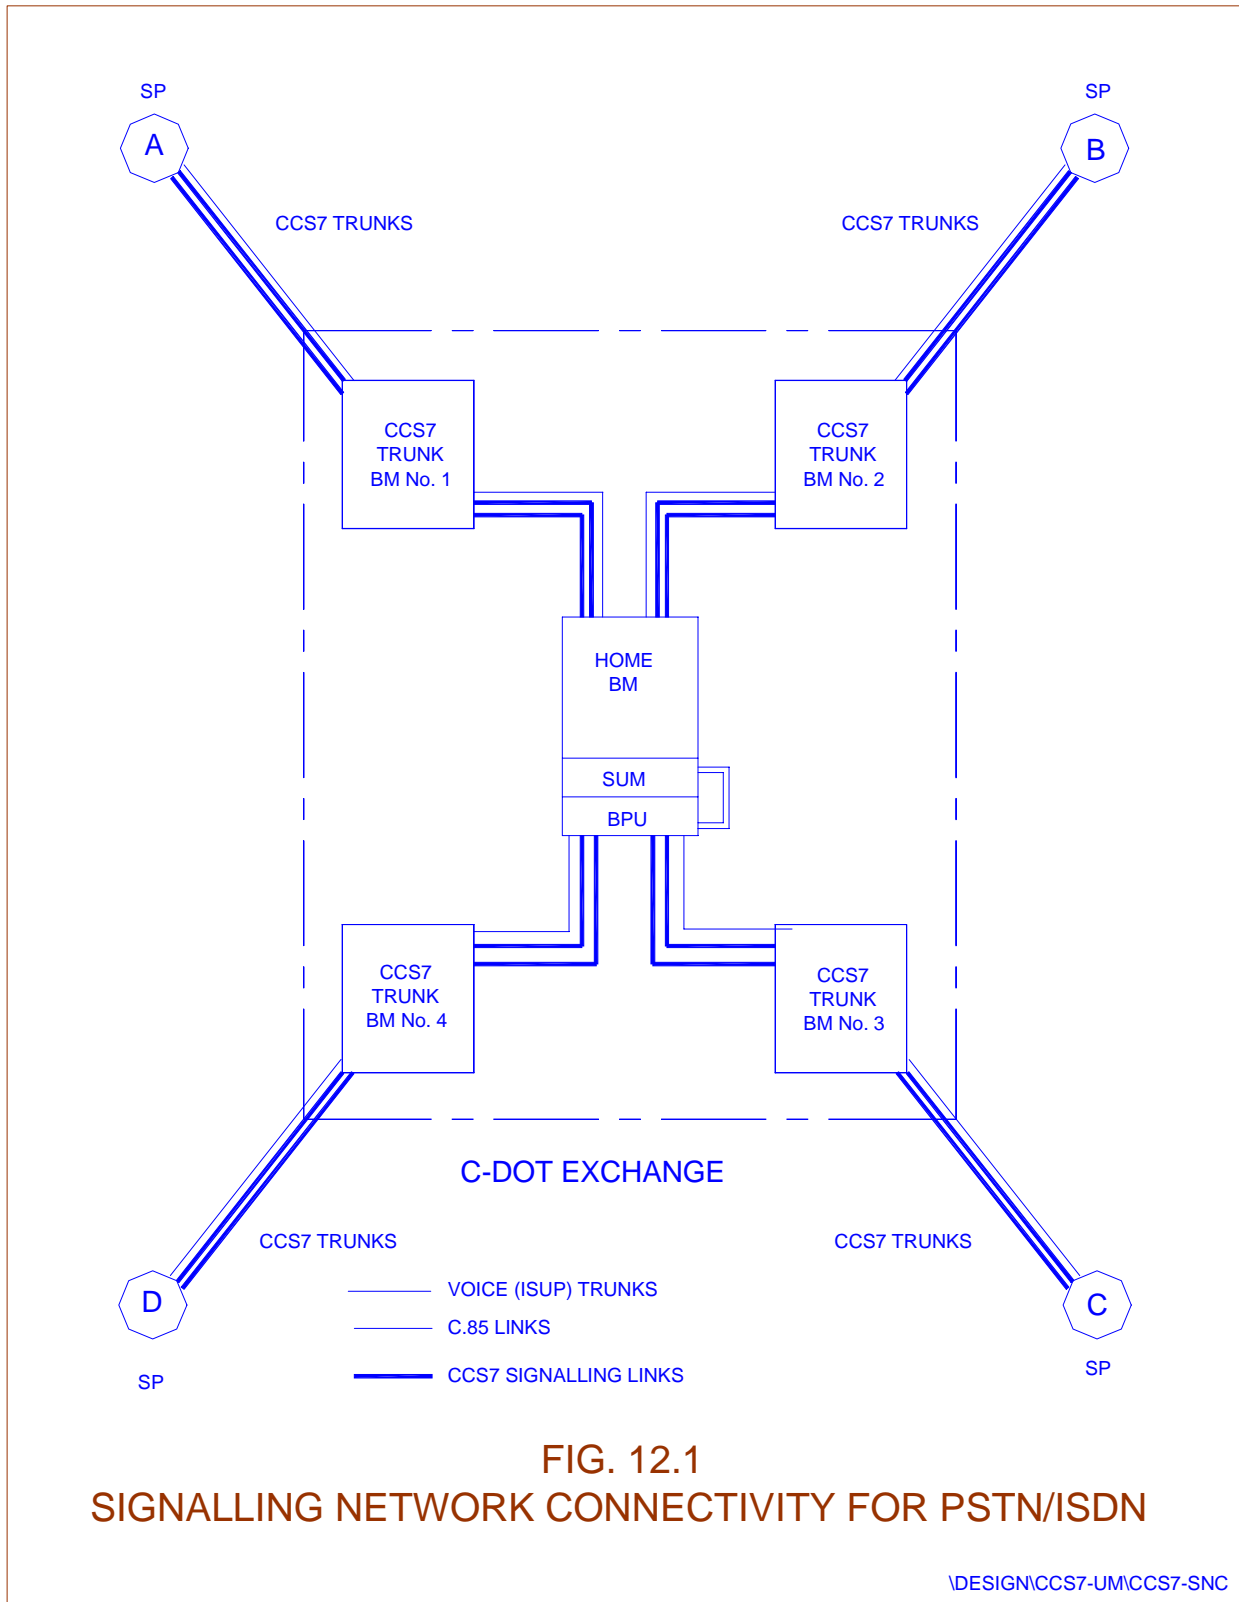 SP
SP
A
B
CCS7 TRUNKS
CCS7 TRUNKS
CCS7
TRUNK
BM No. 1
CCS7
TRUNK
BM No. 2
HOME
BM
SUM
BPU
CCS7
TRUNK
BM No. 4
CCS7
TRUNK
BM No. 3
C-DOT EXCHANGE
CCS7 TRUNKS
CCS7 TRUNKS
D
C
SP
SP
VOICE (ISUP) TRUNKS
C.85 LINKS
CCS7 SIGNALLING LINKS
FIG. 12.1
SIGNALLING NETWORK CONNECTIVITY FOR PSTN/ISDN
\DESIGN\CCS7-UM\CCS7-SNC